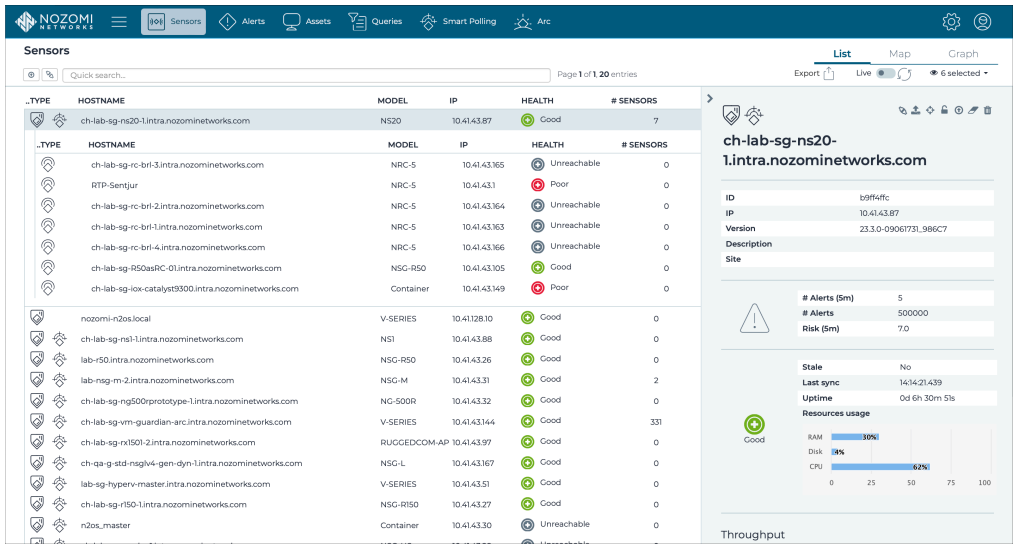 NOZOMI NETWORKS Sensors Alerts Assets Queries Smart Polling Arc
Sensors
List Map Graph
Quick search... Page 1 of 1, 20 entries Export Live 6 selected
..TYPE HOSTNAME MODEL IP HEALTH # SENSORS
ch-lab-sg-ns20-1.intra.nozominetworks.com NS20 10.41.43.87 Good 7
..TYPE HOSTNAME MODEL IP HEALTH # SENSORS
ch-lab-sg-rc-brl-3.intra.nozominetworks.com NRC-5 10.41.43.165 Unreachable 0
RTP-Sentjur NRC-5 10.41.43.1 Poor 0
ch-lab-sg-rc-brl-2.intra.nozominetworks.com NRC-5 10.41.43.164 Unreachable 0
ch-lab-sg-rc-brl-1.intra.nozominetworks.com NRC-5 10.41.43.163 Unreachable 0
ch-lab-sg-rc-brl-4.intra.nozominetworks.com NRC-5 10.41.43.166 Unreachable 0
ch-lab-sg-R50asRC-01.intra.nozominetworks.com NSG-R50 10.41.43.105 Good 0
ch-lab-sg-iox-catalyst9300.intra.nozominetworks.com Container 10.41.43.149 Poor 0
nozomi-n2os.local V-SERIES 10.41.128.10 Good 0
ch-lab-sg-ns1-1.intra.nozominetworks.com NS1 10.41.43.88 Good 0
lab-r50.intra.nozominetworks.com NSG-R50 10.41.43.26 Good 0
lab-nsg-m-2.intra.nozominetworks.com NSG-M 10.41.43.31 Good 2
ch-lab-sg-ng500rprototype-1.intra.nozominetworks.com NG-500R 10.41.43.32 Good 0
ch-lab-sg-vm-guardian-arc.intra.nozominetworks.com V-SERIES 10.41.43.144 Good 331
ch-lab-sg-rx1501-2.intra.nozominetworks.com RUGGEDCOM-AP 10.41.43.97 Good 0
ch-qa-g-std-nsglv4-gen-dyn-1.intra.nozominetworks.com NSG-L 10.41.43.167 Good 0
lab-sg-hyperv-master.intra.nozominetworks.com V-SERIES 10.41.43.51 Good 0
ch-lab-sg-r150-1.intra.nozominetworks.com NSG-R150 10.41.43.27 Good 0
n2os_master Container 10.41.43.30 Unreachable 0
ch-lab-sg-ns20-
1.intra.nozominetworks.com
ID b9ff4ffc
IP 10.41.43.87
Version 23.3.0-09061731_986C7
Description
Site
# Alerts (5m) 5
# Alerts 500000
Risk (5m) 7.0
Stale No
Last sync 14:14:21.439
Uptime 0d 6h 30m 51s
Resources usage
Good
RAM 30%
Disk 4%
CPU 62%
0 25 50 75 100
Throughput